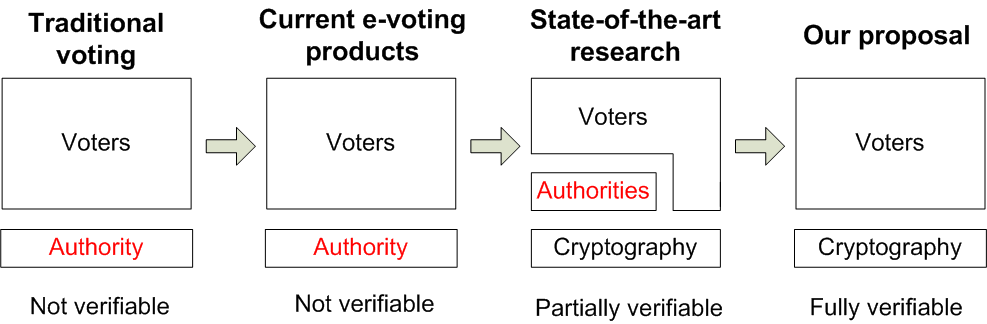 Traditional
voting
Current e-voting
products
State-of-the-art
research
Our proposal
Voters
Voters
Voters
Voters
Authorities
Authority
Authority
Cryptography
Cryptography
Not verifiable
Not verifiable
Partially verifiable
Fully verifiable